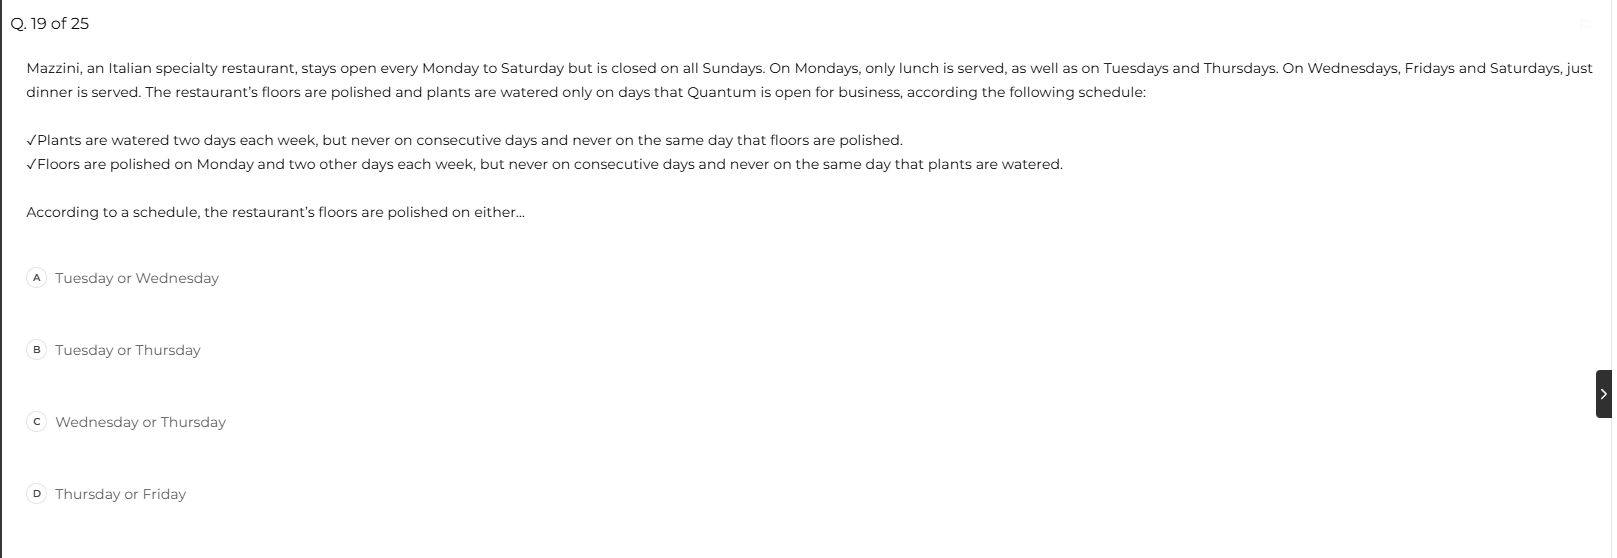 Q. 19 of 25
Mazzini, an Italian specialty restaurant, stays open every Monday to Saturday but is closed on all Sundays. On Mondays, only lunch is served, as well as on Tuesdays and Thursdays. On Wednesdays, Fridays and Saturdays, just
dinner is served. The restaurant's floors are polished and plants are watered only on days that Quantum is open for business, according the following schedule:
✓Plants are watered two days each week, but never on consecutive days and never on the same day that floors are polished.
✓Floors are polished on Monday and two other days each week, but never on consecutive days and never on the same day that plants are watered.
According to a schedule, the restaurant's floors are polished on either...
A Tuesday or Wednesday
B Tuesday or Thursday
C Wednesday or Thursday
D Thursday or Friday